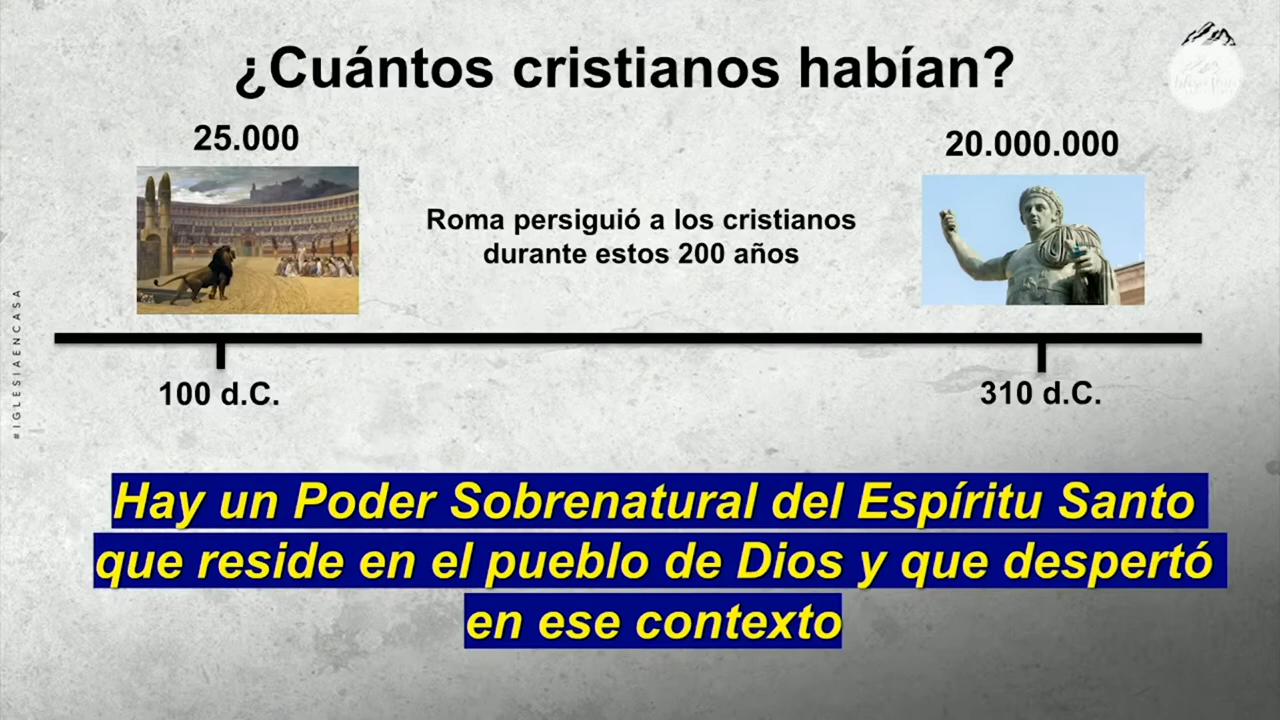 ¿Cuántos cristianos habían?
25.000
20.000.000
Roma persiguió a los cristianos
durante estos 200 años
100 d.C.
310 d.C.
Hay un Poder Sobrenatural del Espíritu Santo
que reside en el pueblo de Dios y que despertó
en ese contexto
#IGLESIAENCASA